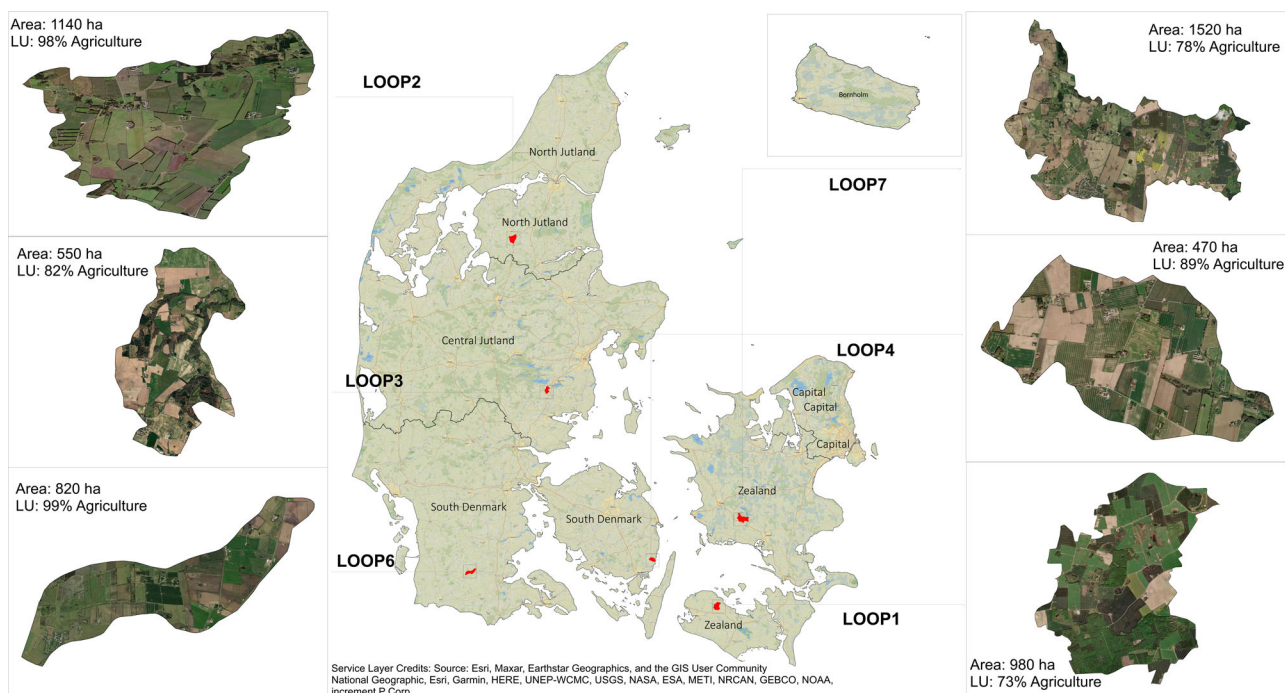 Area: 1140 ha
LU: 98% Agriculture
Area: 550 ha
LU: 82% Agriculture
Area: 820 ha
LU: 99% Agriculture
LOOP2
LOOP3
LOOP6
North Jutland
North Jutland
Central Jutland
South Denmark
South Denmark
Bornholm
Capital
Capital
Capital
Zealand
Zealand
LOOP7
LOOP4
LOOP1
Area: 1520 ha
LU: 78% Agriculture
Area: 470 ha
LU: 89% Agriculture
Area: 980 ha
LU: 73% Agriculture
Service Layer Credits: Source: Esri, Maxar, Earthstar Geographics, and the GIS User Community
National Geographic, Esri, Garmin, HERE, UNEP-WCMC, USGS, NASA, ESA, METI, NRCAN, GEBCO, NOAA,
increment P Corp.